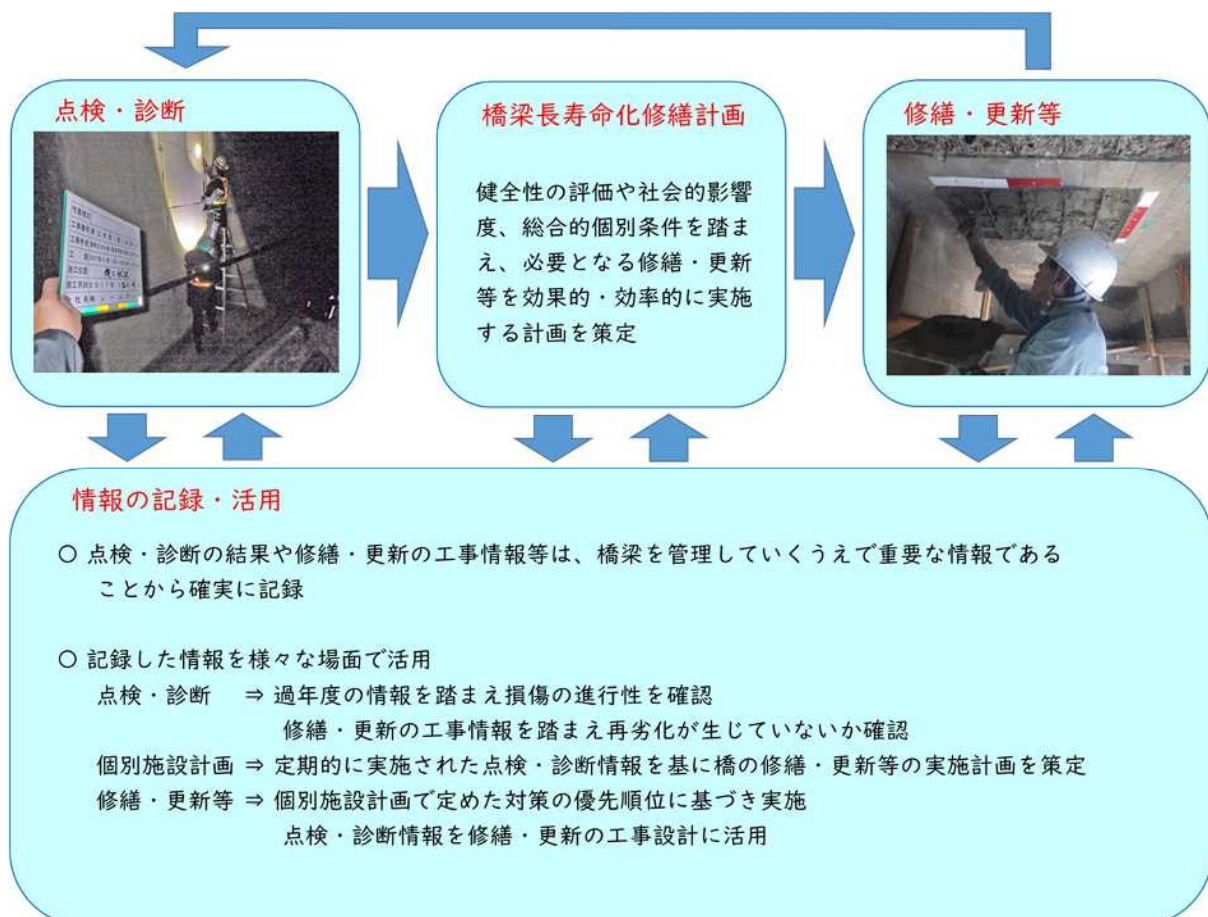 点検・診断
橋梁長寿命化修繕計画
健全性の評価や社会的影響
度、総合的個別条件を踏ま
え、必要となる修繕・更新
等を効果的・効率的に実施
する計画を策定
修繕・更新等
情報の記録・活用
〇 点検・診断の結果や修繕・更新の工事情報等は、橋梁を管理していくうえで重要な情報である
ことから確実に記録
〇 記録した情報を様々な場面で活用
点検・診断 ⇒ 過年度の情報を踏まえ損傷の進行性を確認
修繕・更新の工事情報を踏まえ再劣化が生じていないか確認
個別施設計画 ⇒ 定期的に実施された点検・診断情報を基に橋の修繕・更新等の実施計画を策定
修繕・更新等 ⇒ 個別施設計画で定めた対策の優先順位に基づき実施
点検・診断情報を修繕・更新の工事設計に活用